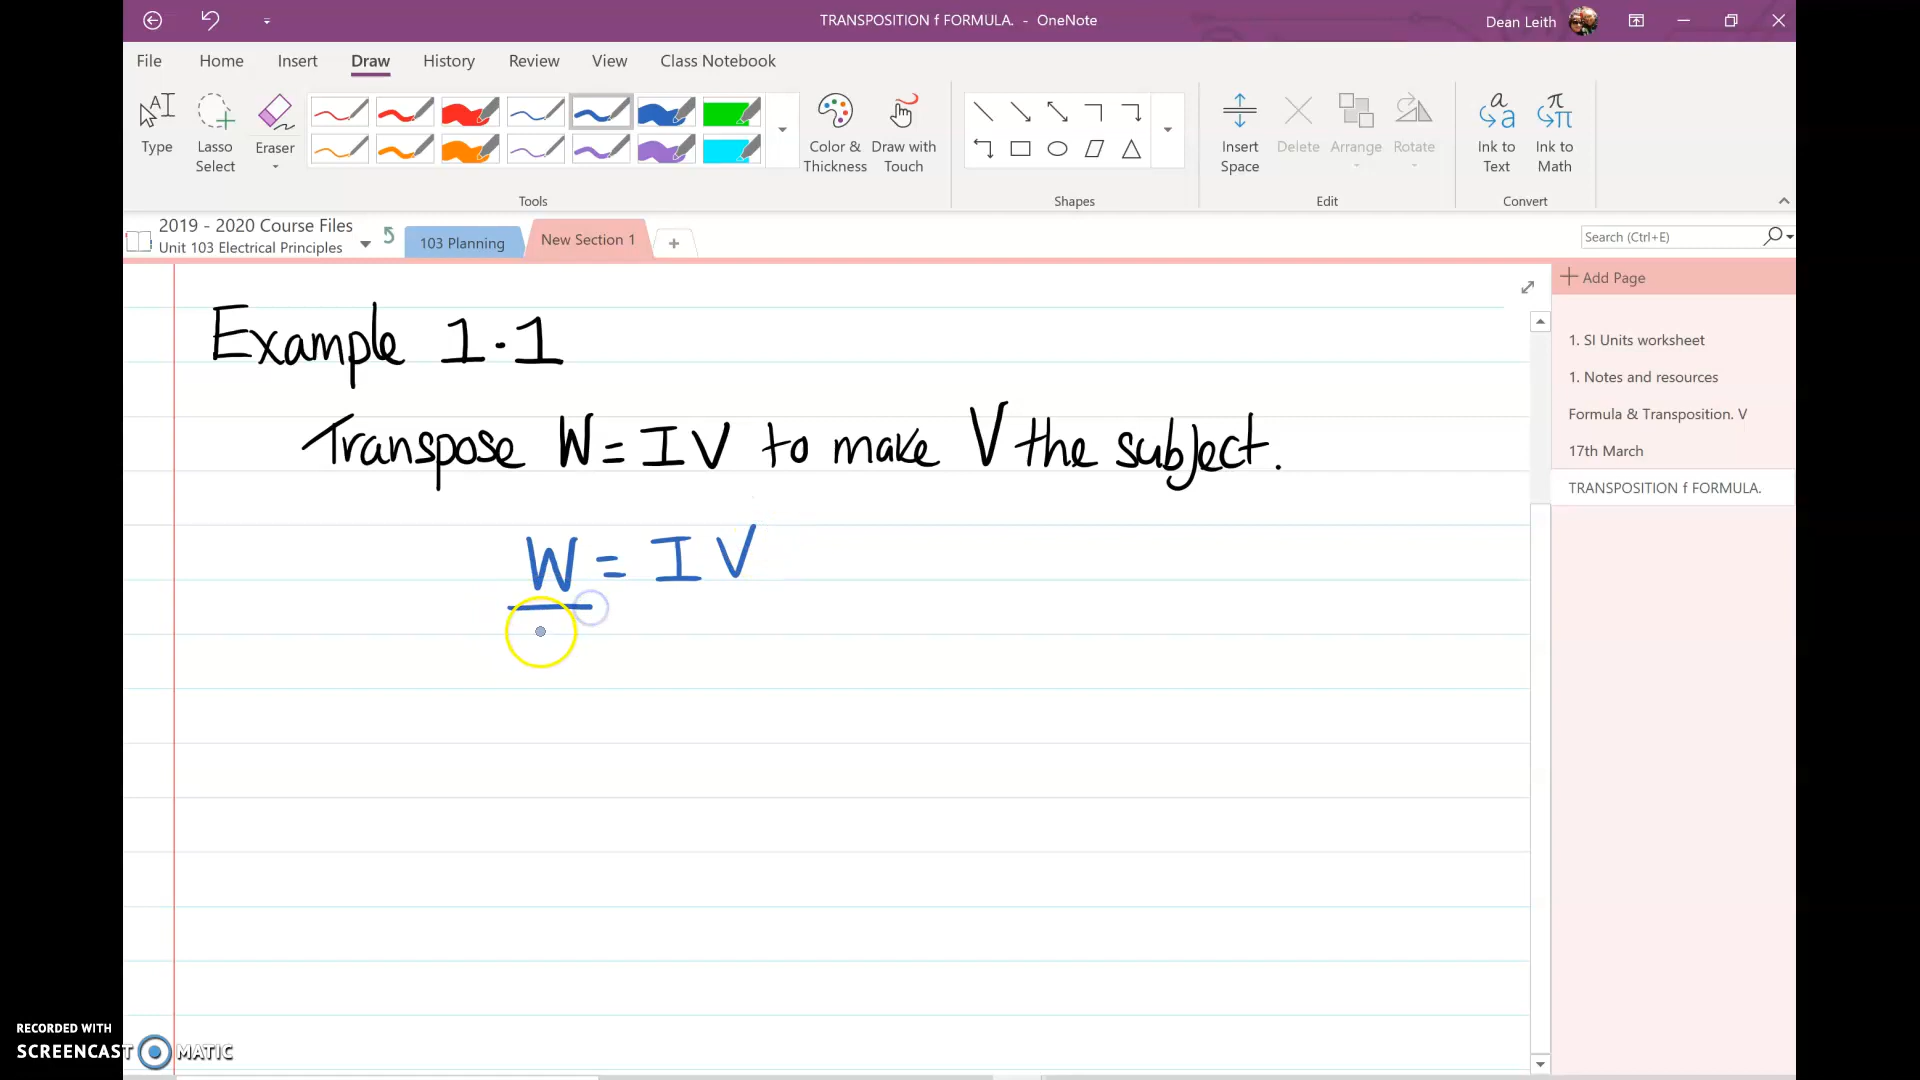 TRANSPOSITION f FORMULA. - OneNote
Dean Leith
File Home Insert Draw History Review View Class Notebook
Type
Lasso Select
Eraser
Color & Thickness
Draw with Touch
Insert Space
Delete
Arrange
Rotate
Ink to Text
Ink to Math
Tools
Shapes
Edit
Convert
2019 - 2020 Course Files
Unit 103 Electrical Principles
103 Planning
New Section 1
Search (Ctrl+E)
Add Page
1. SI Units worksheet
1. Notes and resources
Formula & Transposition. V
17th March
TRANSPOSITION f FORMULA.
Example 1.1
Transpose W = IV to make V the subject.
W = I V
RECORDED WITH
SCREENCAST MATIC